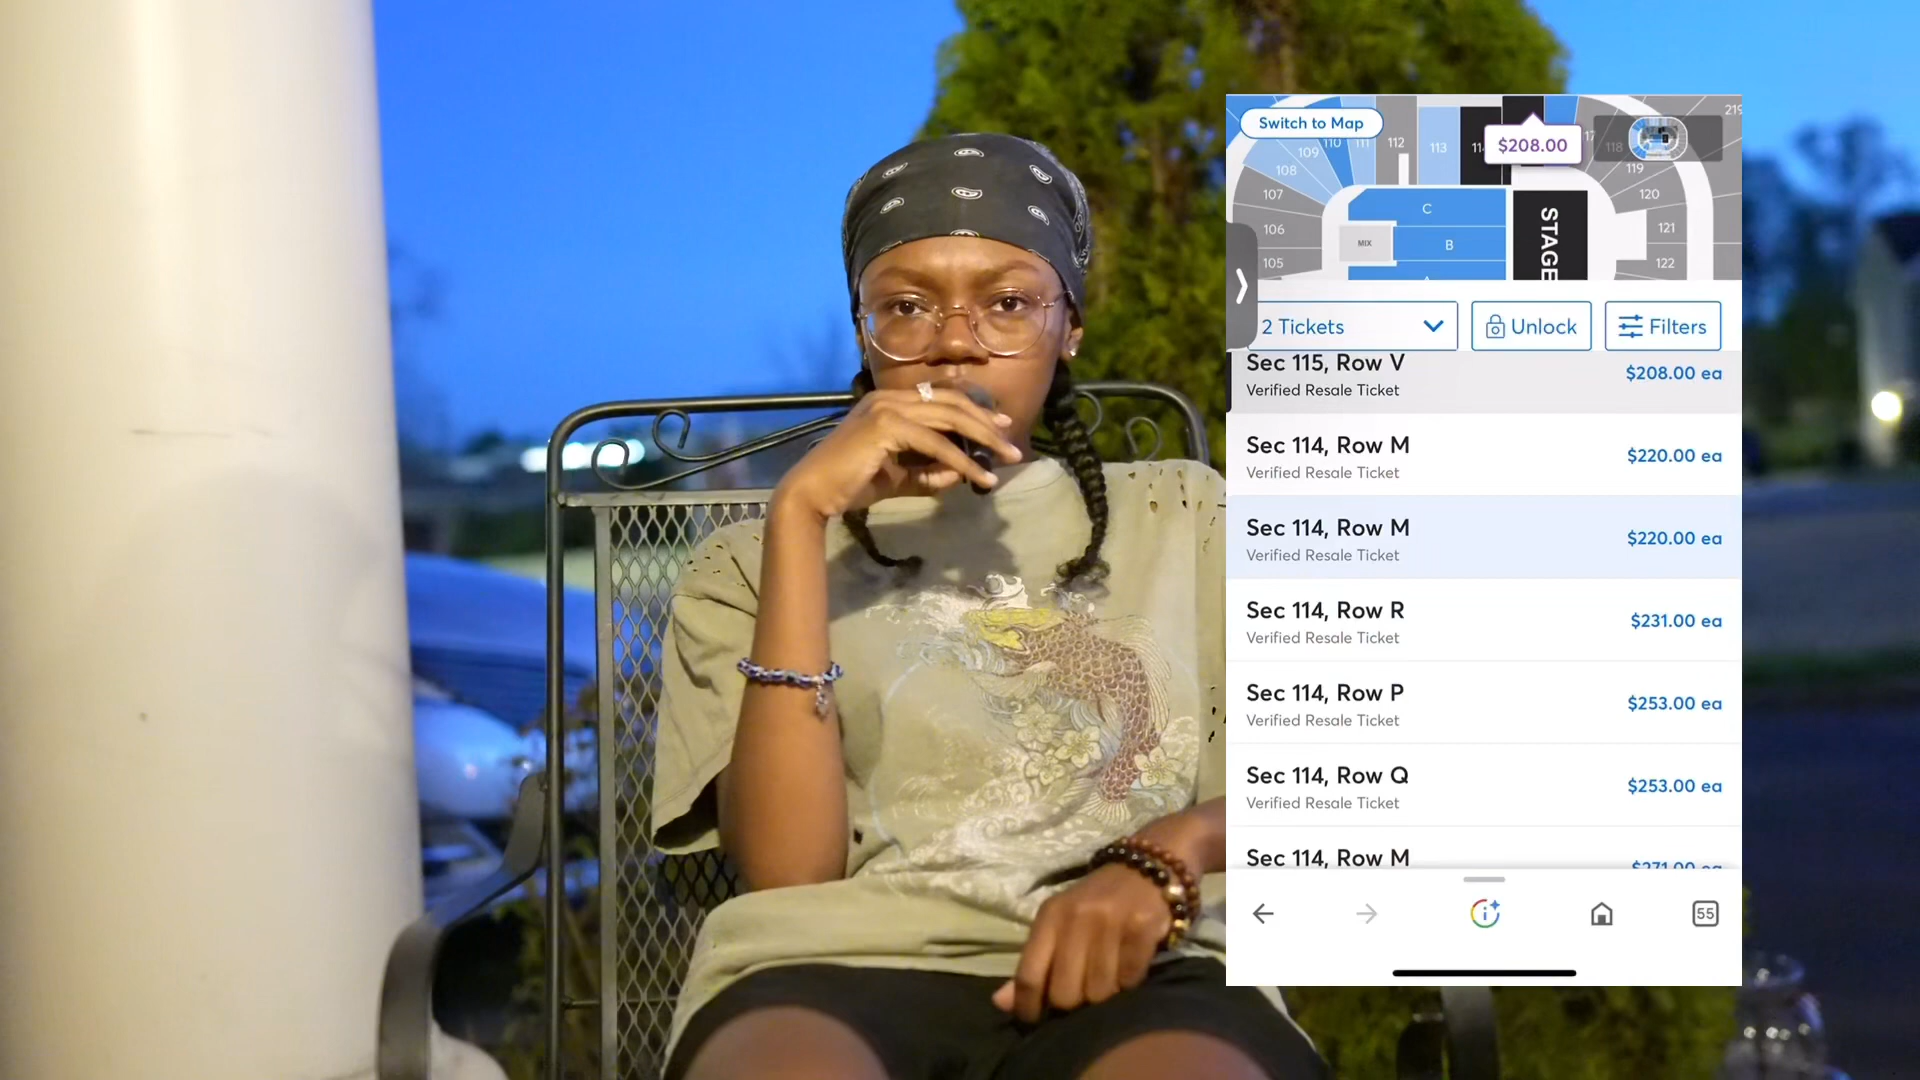 Switch to Map
219
110
111
112
113
$208.00
118
109
108
119
107
120
C
106
MIX
B
STAGE
121
105
122
2 Tickets
Unlock
Filters
Sec 115, Row V
$208.00 ea
Verified Resale Ticket
Sec 114, Row M
$220.00 ea
Verified Resale Ticket
Sec 114, Row M
$220.00 ea
Verified Resale Ticket
Sec 114, Row R
$231.00 ea
Verified Resale Ticket
Sec 114, Row P
$253.00 ea
Verified Resale Ticket
Sec 114, Row Q
$253.00 ea
Verified Resale Ticket
Sec 114, Row M
$271.00 ea
55